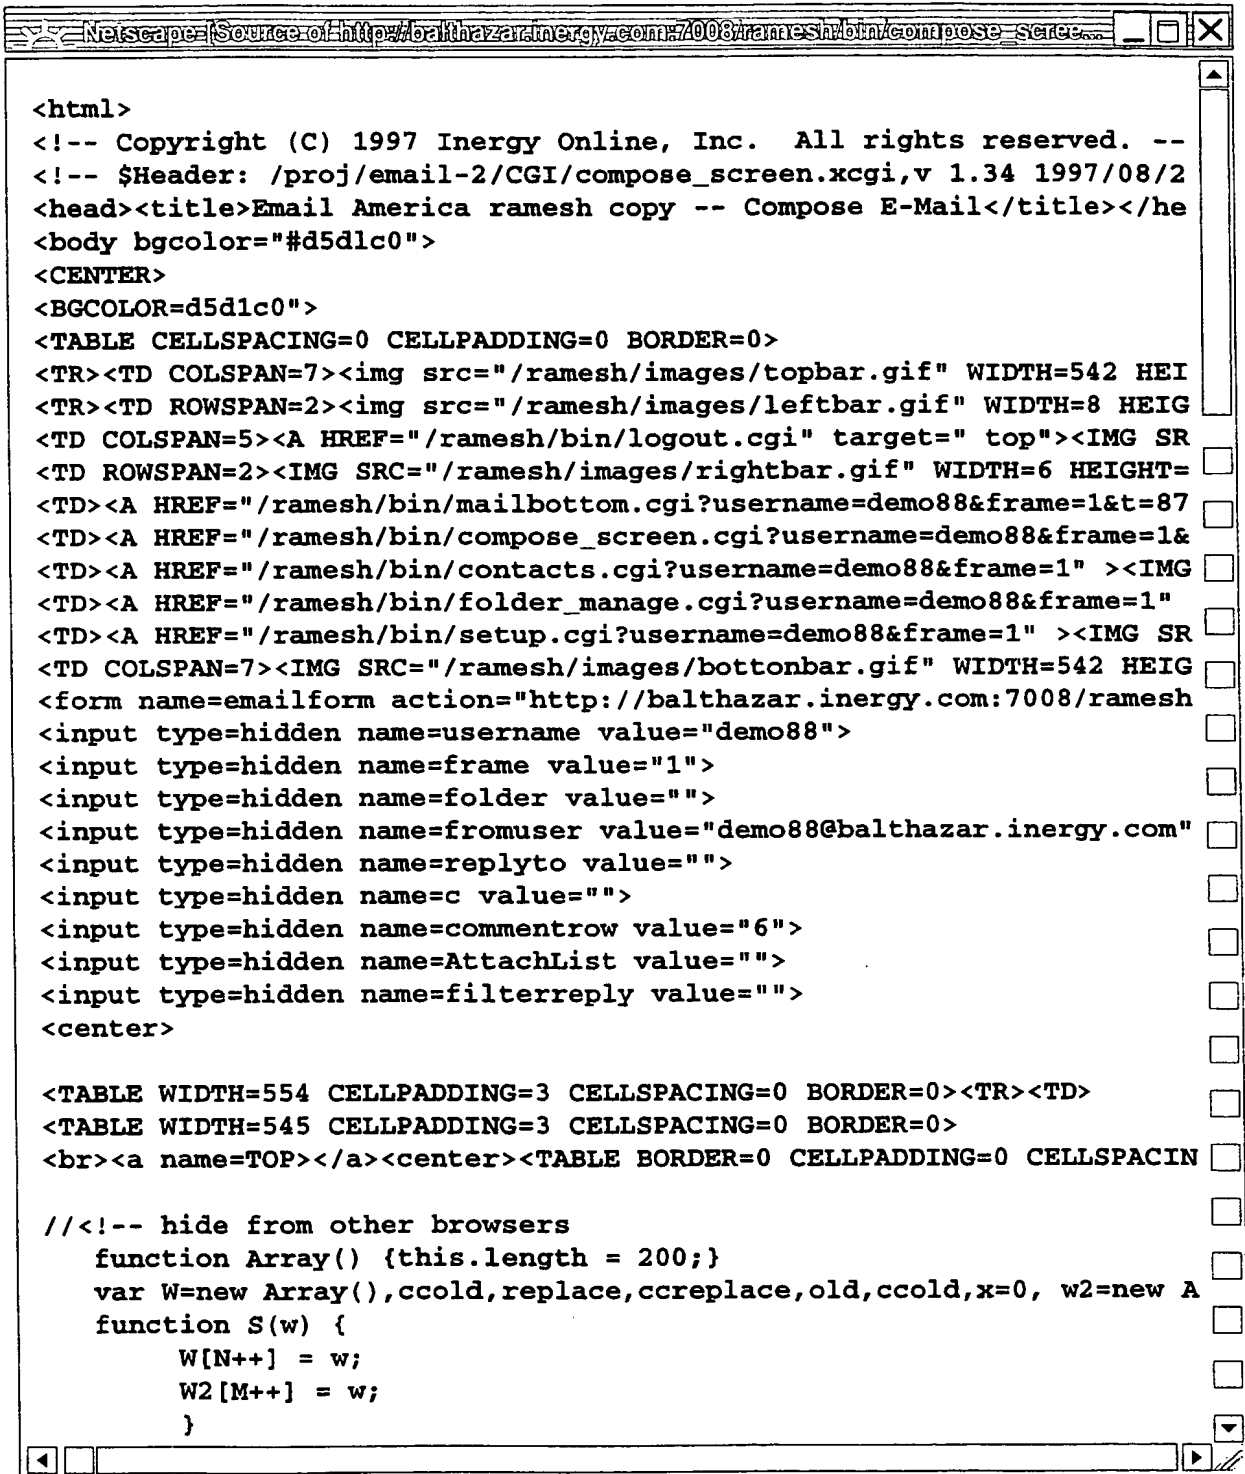 Netscape-[Source of http://balthazar.inergy.com:7008/ramesh/bin/compose_scree...
<html>
<!-- Copyright (C) 1997 Inergy Online, Inc.  All rights reserved. --
<!-- $Header: /proj/email-2/CGI/compose_screen.xcgi,v 1.34 1997/08/2
<head><title>Email America ramesh copy -- Compose E-Mail</title></he
<body bgcolor="#d5d1c0">
<CENTER>
<BGCOLOR=d5d1c0">
<TABLE CELLSPACING=0 CELLPADDING=0 BORDER=0>
<TR><TD COLSPAN=7><img src="/ramesh/images/topbar.gif" WIDTH=542 HEI
<TR><TD ROWSPAN=2><img src="/ramesh/images/leftbar.gif" WIDTH=8 HEIG
<TD COLSPAN=5><A HREF="/ramesh/bin/logout.cgi" target=" top"><IMG SR
<TD ROWSPAN=2><IMG SRC="/ramesh/images/rightbar.gif" WIDTH=6 HEIGHT=
<TD><A HREF="/ramesh/bin/mailbottom.cgi?username=demo88&frame=1&t=87
<TD><A HREF="/ramesh/bin/compose_screen.cgi?username=demo88&frame=1&
<TD><A HREF="/ramesh/bin/contacts.cgi?username=demo88&frame=1" ><IMG
<TD><A HREF="/ramesh/bin/folder_manage.cgi?username=demo88&frame=1"
<TD><A HREF="/ramesh/bin/setup.cgi?username=demo88&frame=1" ><IMG SR
<TD COLSPAN=7><IMG SRC="/ramesh/images/bottonbar.gif" WIDTH=542 HEIG
<form name=emailform action="http://balthazar.inergy.com:7008/ramesh
<input type=hidden name=username value="demo88">
<input type=hidden name=frame value="1">
<input type=hidden name=folder value="">
<input type=hidden name=fromuser value="demo88@balthazar.inergy.com"
<input type=hidden name=replyto value="">
<input type=hidden name=c value="">
<input type=hidden name=commentrow value="6">
<input type=hidden name=AttachList value="">
<input type=hidden name=filterreply value="">
<center>
<TABLE WIDTH=554 CELLPADDING=3 CELLSPACING=0 BORDER=0><TR><TD>
<TABLE WIDTH=545 CELLPADDING=3 CELLSPACING=0 BORDER=0>
<br><a name=TOP></a><center><TABLE BORDER=0 CELLPADDING=0 CELLSPACIN
//<!-- hide from other browsers
function Array() {this.length = 200;}
var W=new Array(),ccold,replace,ccreplace,old,ccold,x=0, w2=new A
function S(w) {
W[N++] = w;
W2[M++] = w;
}